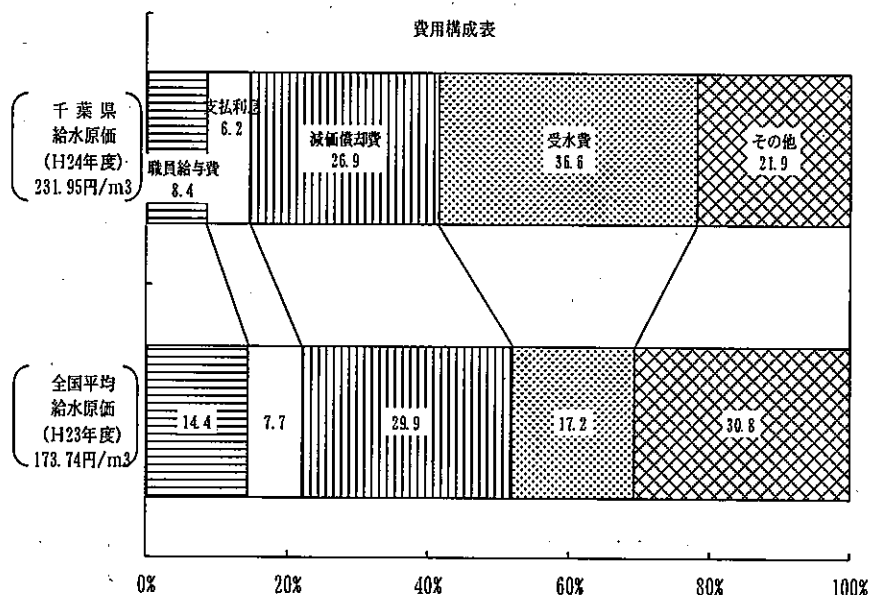 費用構成表
千葉県
給水原価
(H24年度)
231.95円/m3
職員給与費
8.4
支払利息
6.2
減価償却費
26.9
受水費
36.6
その他
21.9
全国平均
給水原価
(H23年度)
173.74円/m3
14.4
7.7
29.9
17.2
30.8
0%
20%
40%
60%
80%
100%